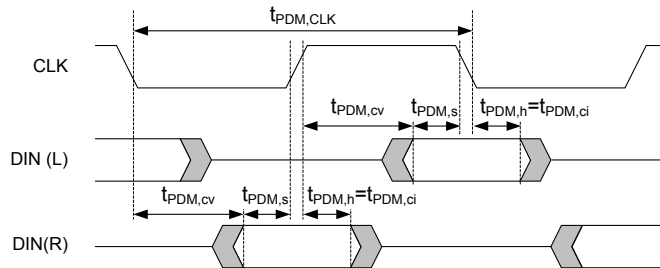 tPDM,CLK
CLK
tPDM,cv
tPDM,s
tPDM,h=tPDM,ci
DIN (L)
tPDM,cv
tPDM,s
tPDM,h=tPDM,ci
DIN(R)